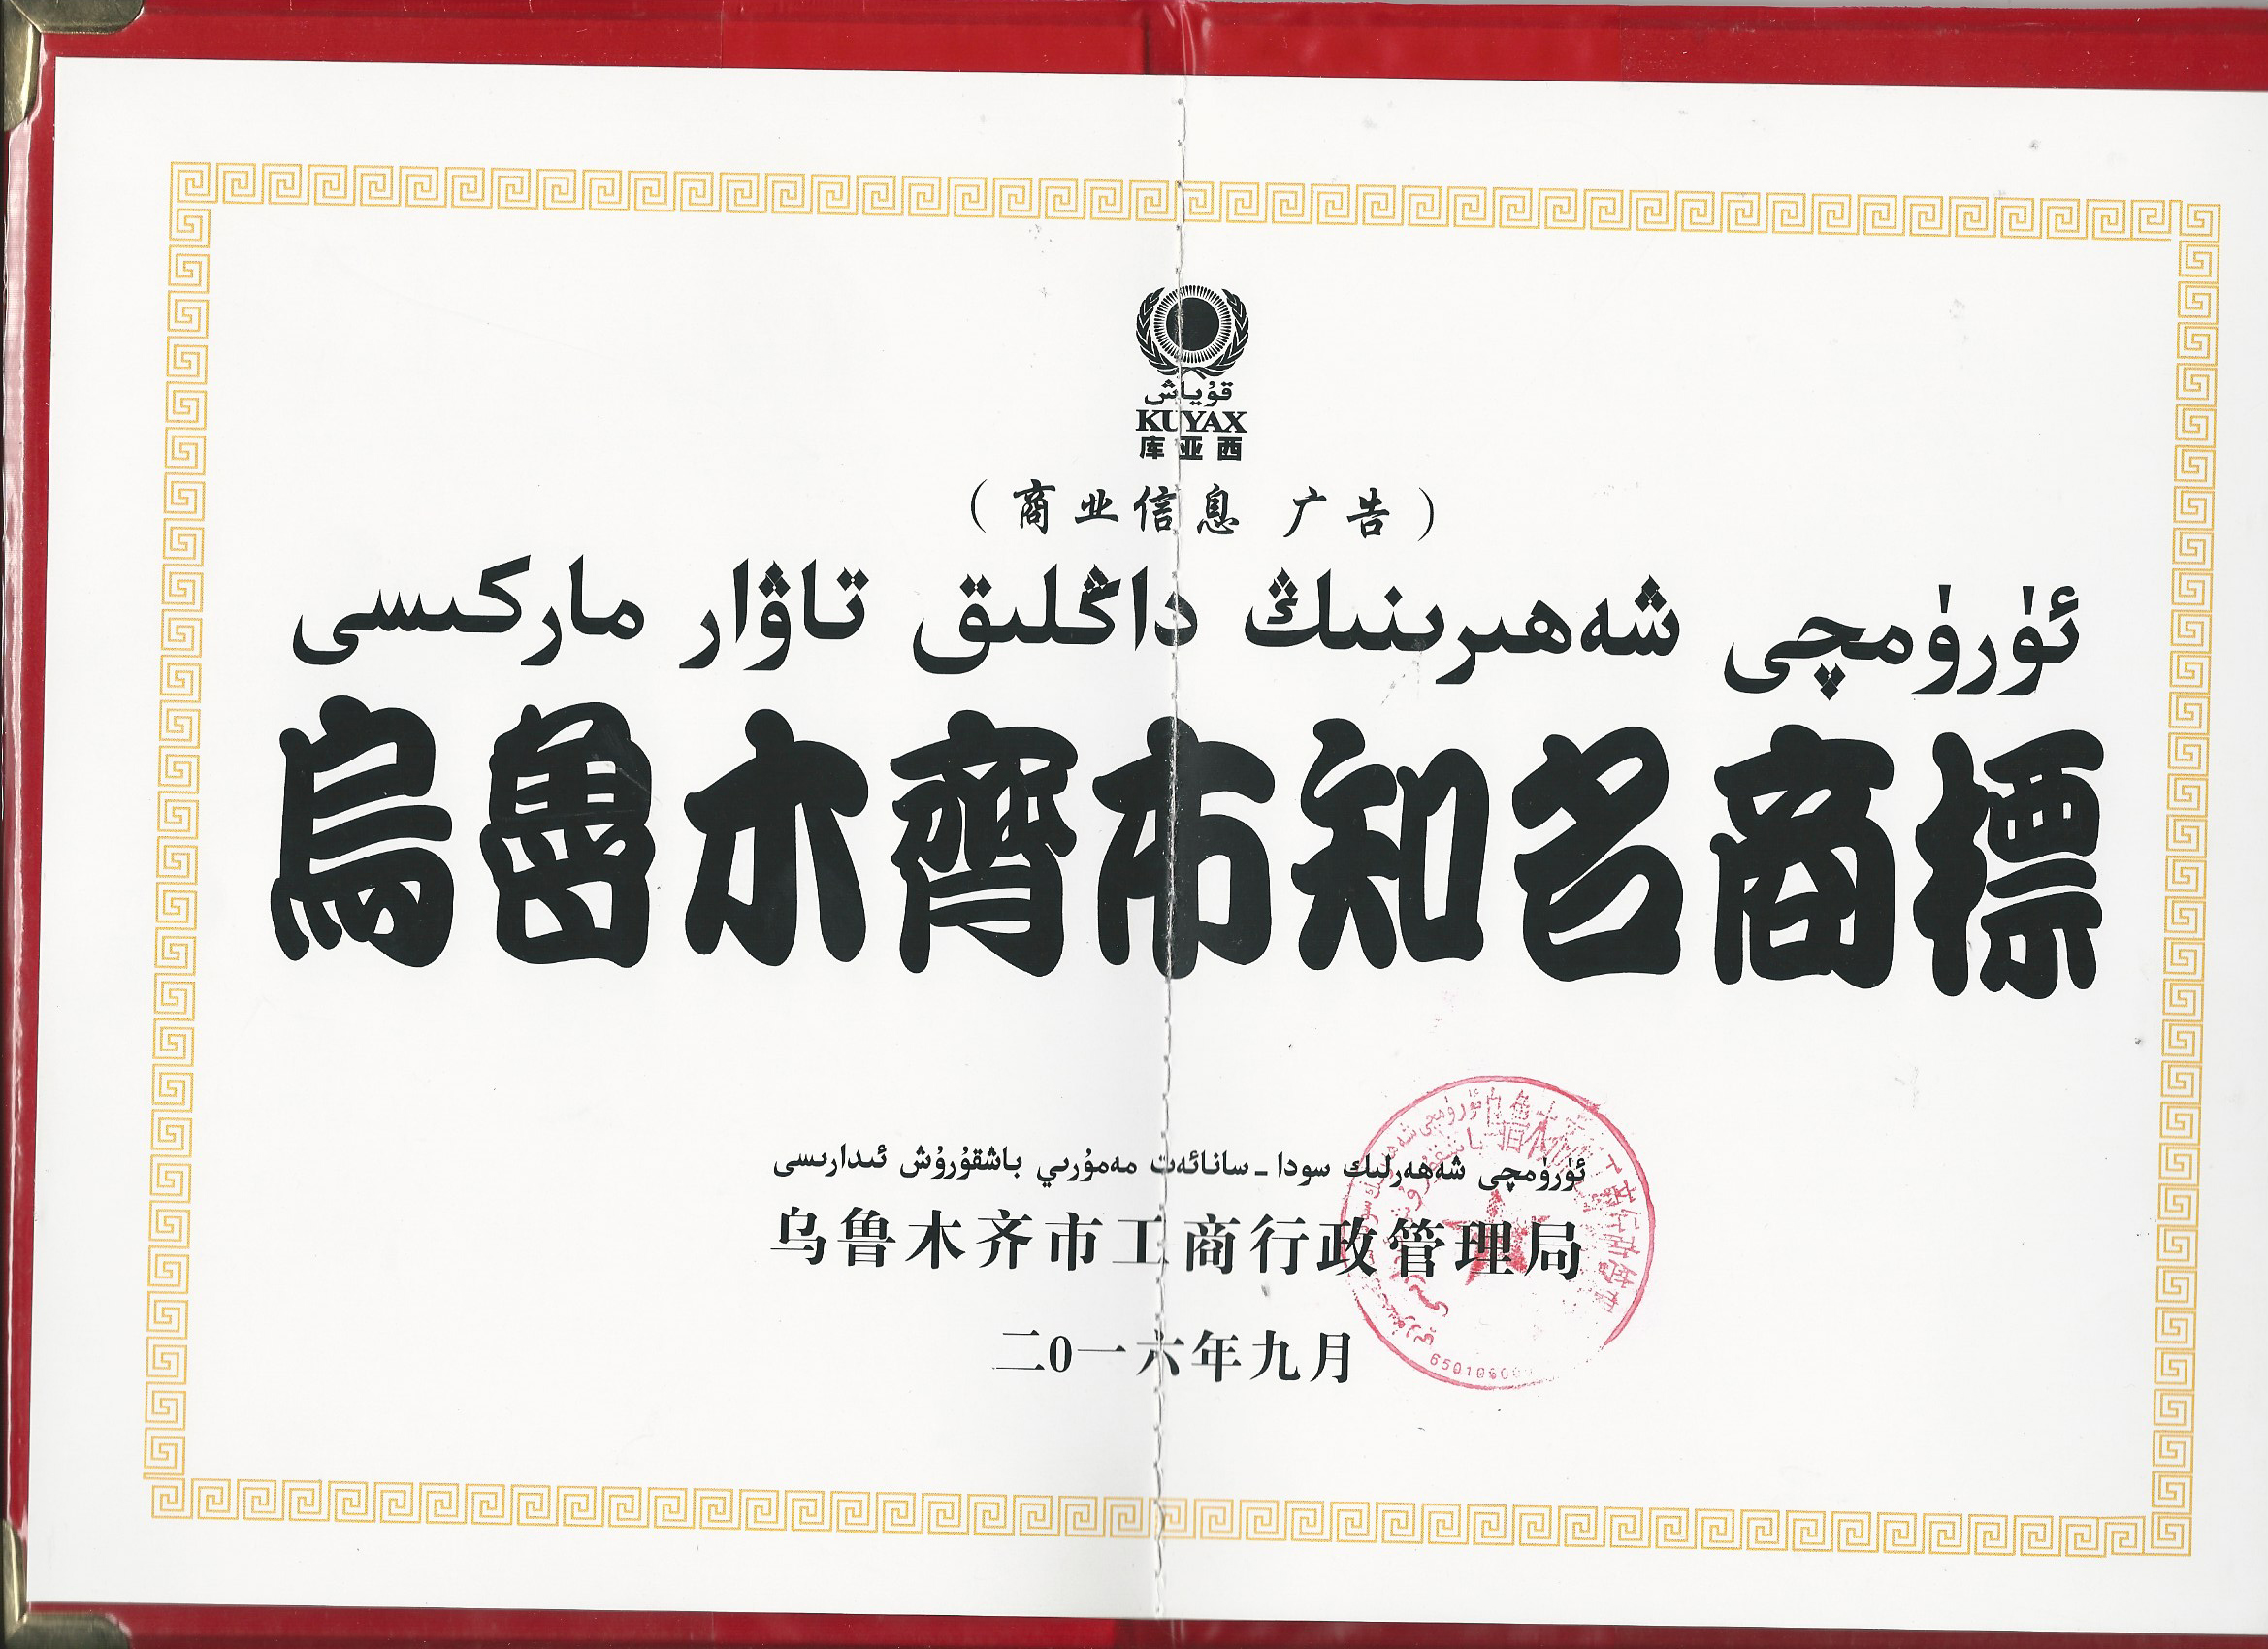 قۇياش
KUYAX
库亚西
（商业信息 广告）
ئۈرۈمچى شەھىرىنىڭ داڭلىق تاۋار ماركىسى
烏魯木齊市知名商標
ئۈرۈمچى شەھەرلىك سودا - سانائەت مەمۇرىي باشقۇرۇش ئىدارىسى
乌鲁木齐市工商行政管理局
二0一六年九月